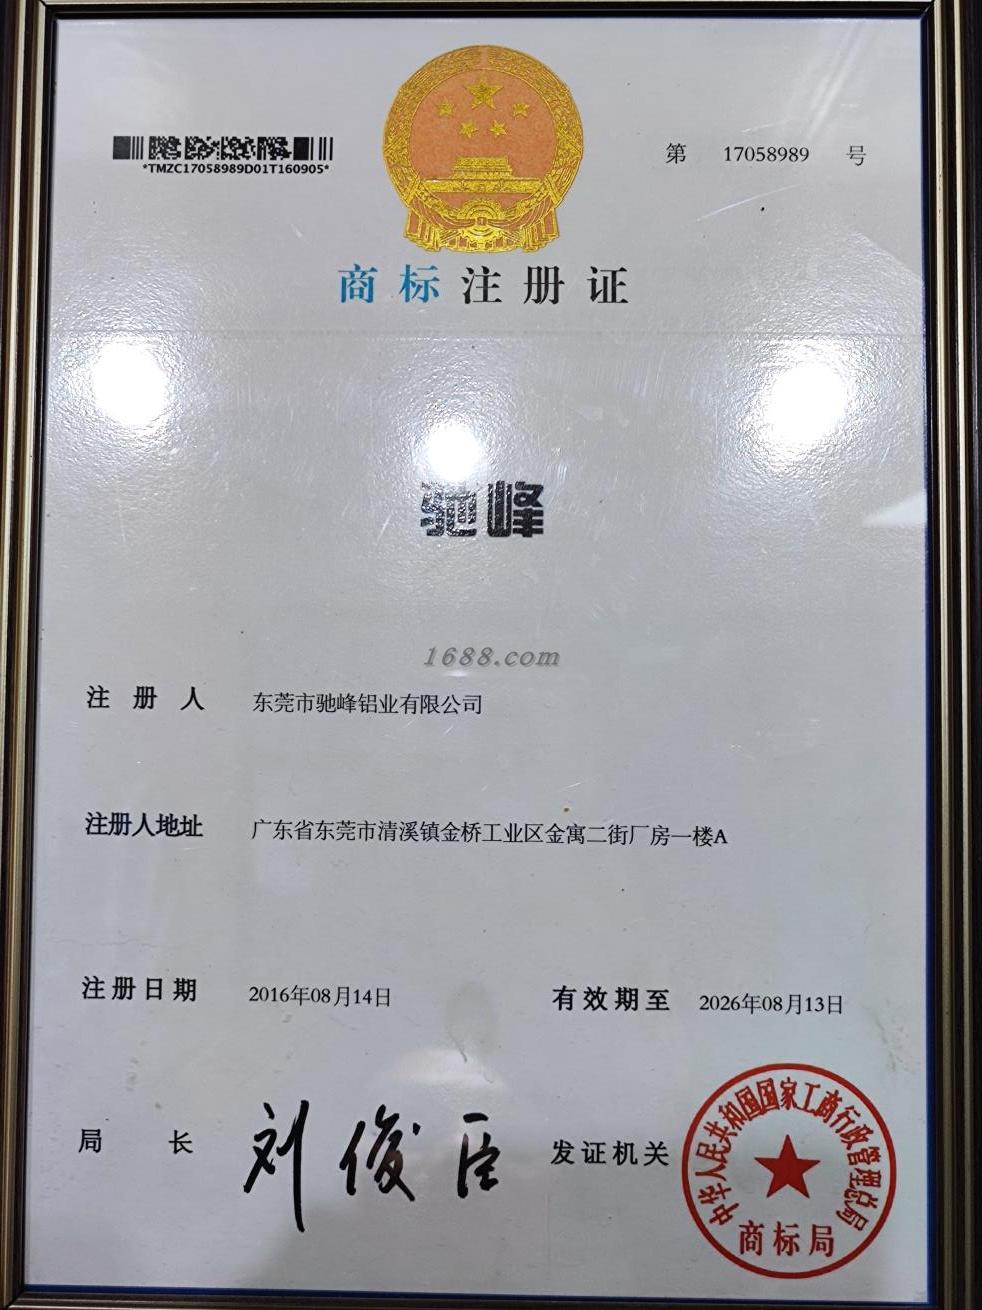 *TMZC17058989D01T160905*
第 17058989 号
商标注册证
驰峰
1688.com
注册人 东莞市驰峰铝业有限公司
注册人地址 广东省东莞市清溪镇金桥工业区金寓二街厂房一楼A
注册日期 2016年08月14日 有效期至 2026年08月13日
局长 刘俊臣 发证机关
中华人民共和国国家工商行政管理总局
商标局